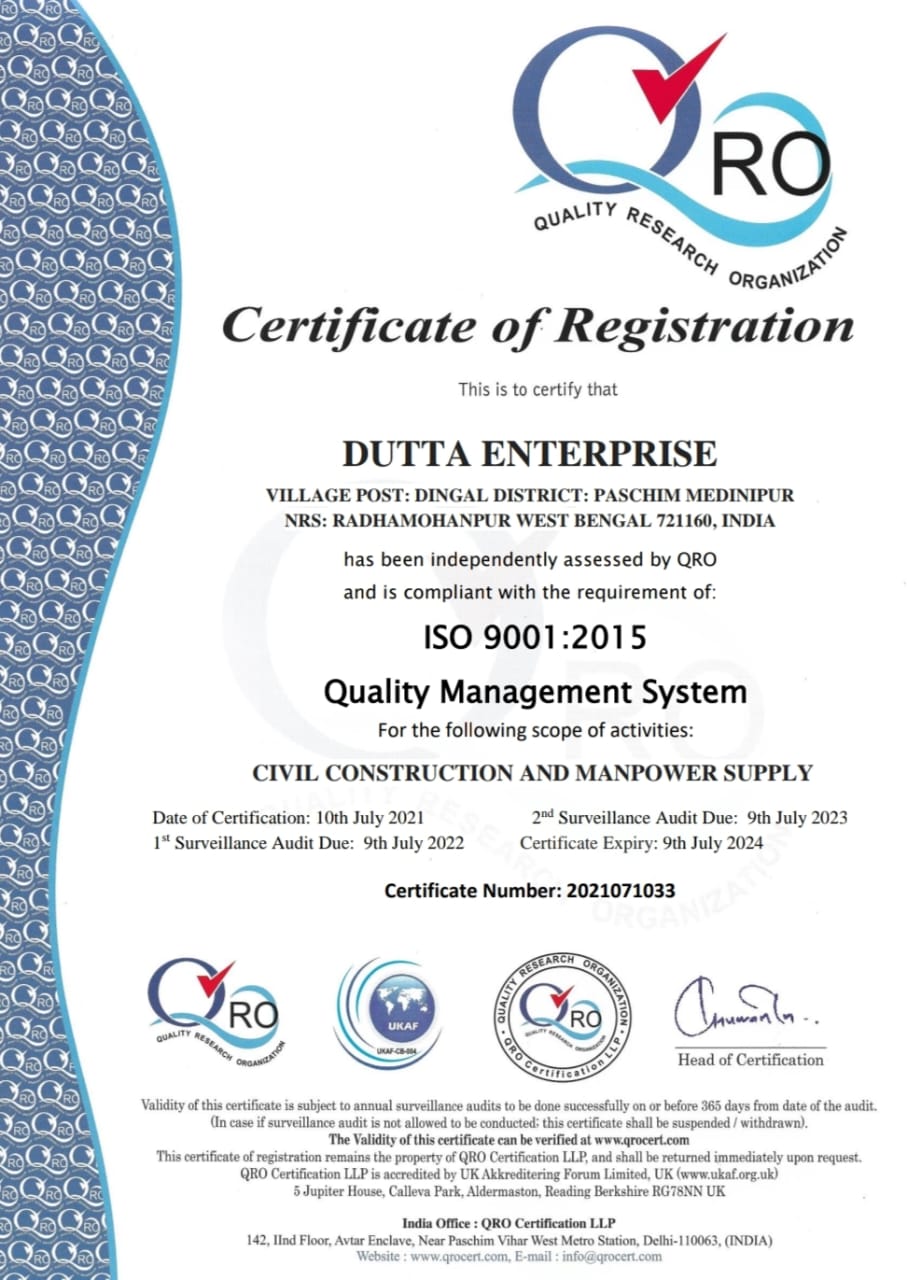 QRO
QUALITY RESEARCH ORGANIZATION
Certificate of Registration
This is to certify that
DUTTA ENTERPRISE
VILLAGE POST: DINGAL DISTRICT: PASCHIM MEDINIPUR
NRS: RADHAMOHANPUR WEST BENGAL 721160, INDIA
has been independently assessed by QRO
and is compliant with the requirement of:
ISO 9001:2015
Quality Management System
For the following scope of activities:
CIVIL CONSTRUCTION AND MANPOWER SUPPLY
Date of Certification: 10th July 2021 2nd Surveillance Audit Due: 9th July 2023
1st Surveillance Audit Due: 9th July 2022 Certificate Expiry: 9th July 2024
Certificate Number: 2021071033
QRO
QUALITY RESEARCH ORGANIZATION
UKAF
UKAF-CB-004
QUALITY RESEARCH ORGANIZATION
QRO
QUALITY RESEARCH ORGANIZATION
QRO Certification LLP
Head of Certification
Validity of this certificate is subject to annual surveillance audits to be done successfully on or before 365 days from date of the audit.
(In case if surveillance audit is not allowed to be conducted; this certificate shall be suspended / withdrawn).
The Validity of this certificate can be verified at www.qrocert.com
This certificate of registration remains the property of QRO Certification LLP, and shall be returned immediately upon request.
QRO Certification LLP is accredited by UK Akkreditering Forum Limited, UK (www.ukaf.org.uk)
5 Jupiter House, Calleva Park, Aldermaston, Reading Berkshire RG78NN UK
India Office : QRO Certification LLP
142, IInd Floor, Avtar Enclave, Near Paschim Vihar West Metro Station, Delhi-110063, (INDIA)
Website : www.qrocert.com, E-mail : info@qrocert.com